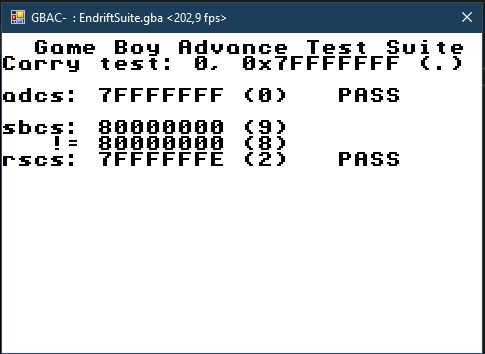 GBAC- : EndriftSuite.gba <202,9 fps>
Game Boy Advance Test Suite
Carry test: 0, 0x7FFFFFFF (.)
adcs: 7FFFFFFF (0) PASS
sbcs: 80000000 (9)
!= 80000000 (8)
rscs: 7FFFFFFE (2) PASS